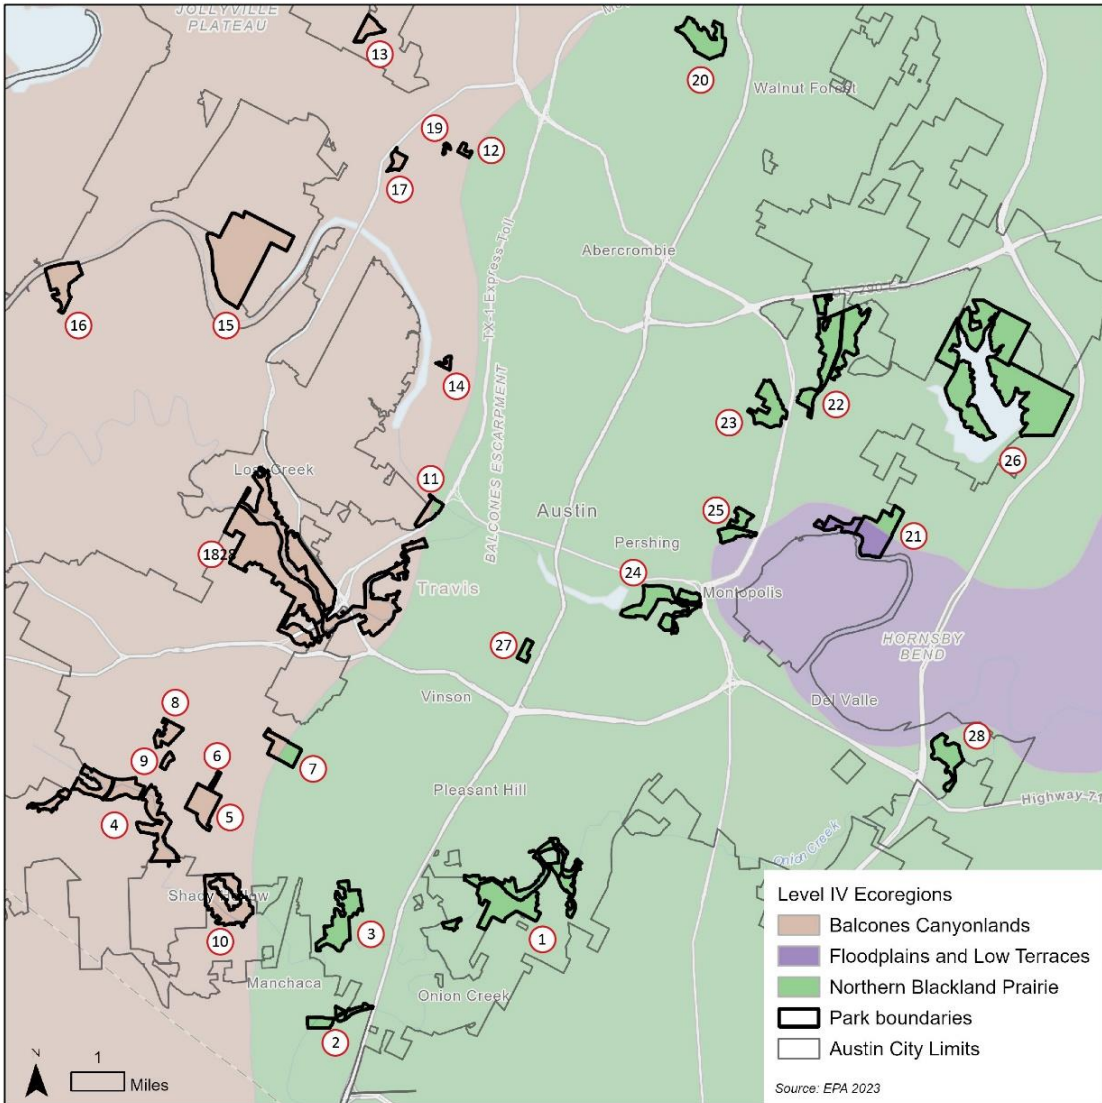 JOLLYVILLE
PLATEAU
13
20
Walnut Forest
19
12
17
Abercrombie
TX-1-Express-Toll
16
15
US 290 E
14
BALCONES ESCARPMENT
23
22
26
Lost Creek
11
Austin
25
21
1828
Pershing
24
Travis
Montopolis
HORNSBY
BEND
27
Vinson
Del Valle
8
28
9
6
7
Pleasant Hill
Highway 71
5
4
Onion Creek
Shady Hollow
10
3
1
Manchaca
Onion Creek
2
Level IV Ecoregions
Balcones Canyonlands
Floodplains and Low Terraces
Northern Blackland Prairie
Park boundaries
Austin City Limits
Source: EPA 2023
N
1
Miles